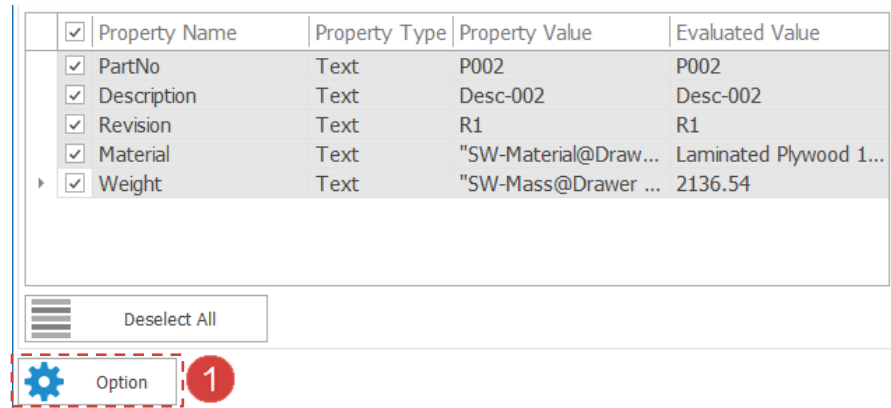 Property Name Property Type Property Value Evaluated Value
PartNo Text P002 P002
Description Text Desc-002 Desc-002
Revision Text R1 R1
Material Text "SW-Material@Draw... Laminated Plywood 1...
Weight Text "SW-Mass@Drawer ... 2136.54
Deselect All
Option 1